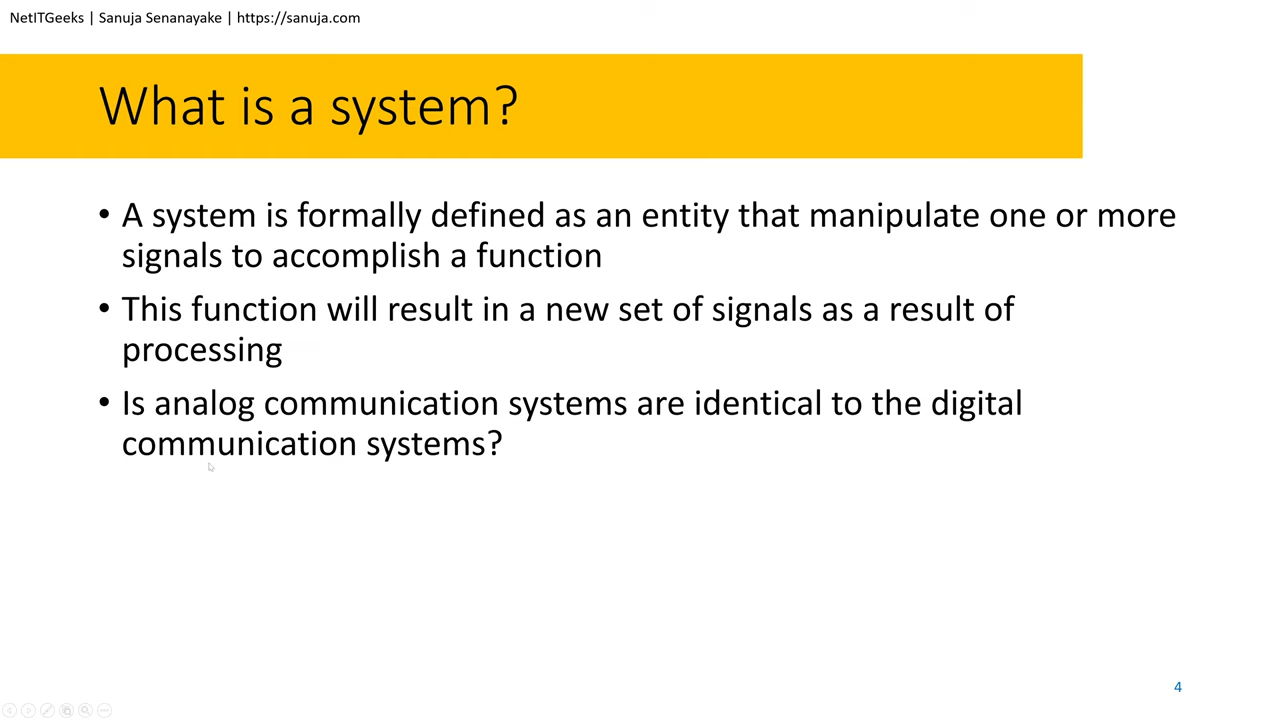 NetITGeeks | Sanuja Senanayake | https://sanuja.com
What is a system?
• A system is formally defined as an entity that manipulate one or more
signals to accomplish a function
• This function will result in a new set of signals as a result of
processing
• Is analog communication systems are identical to the digital
communication systems?
4